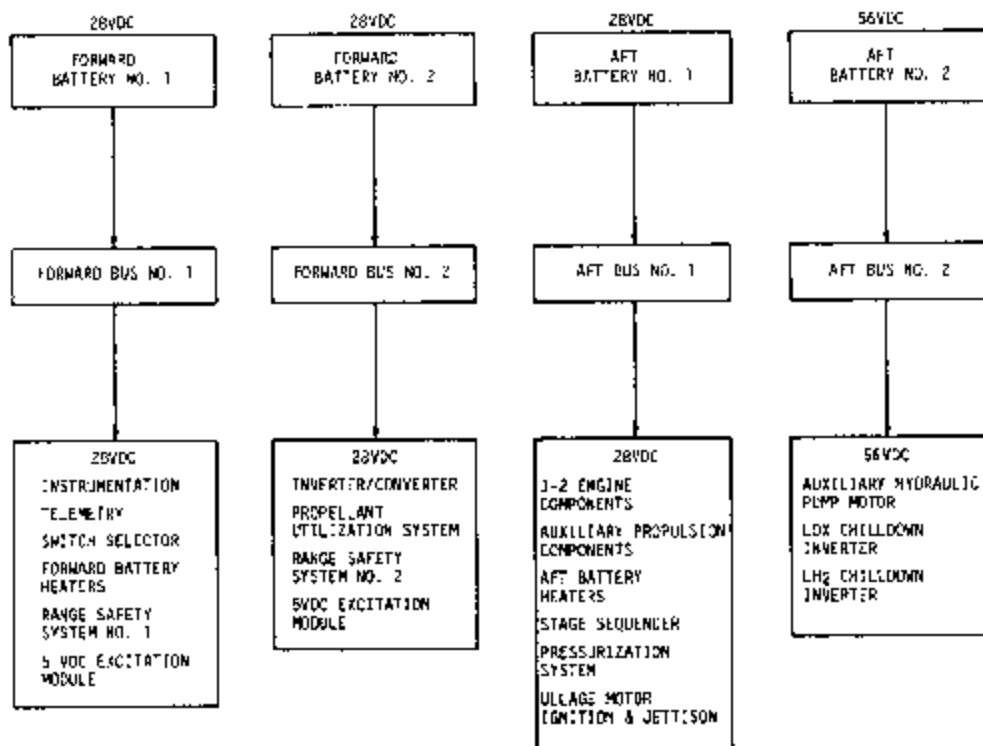 28VDC
FORWARD
BATTERY NO. 1
28VDC
FORWARD
BATTERY NO. 2
28VDC
AFT
BATTERY NO. 1
56VDC
AFT
BATTERY NO. 2
FORWARD BUS NO. 1
FORWARD BUS NO. 2
AFT BUS NO. 1
AFT BUS NO. 2
28VDC
INSTRUMENTATION
TELEMETRY
SWITCH SELECTOR
FORWARD BATTERY
HEATERS
RANGE SAFETY
SYSTEM NO. 1
5 VDC EXCITATION
MODULE
28VDC
INVERTER/CONVERTER
PROPELLANT
UTILIZATION SYSTEM
RANGE SAFETY
SYSTEM NO. 2
5VDC EXCITATION
MODULE
28VDC
J-2 ENGINE
COMPONENTS
AUXILIARY PROPULSION
COMPONENTS
AFT BATTERY
HEATERS
STAGE SEQUENCER
PRESSURIZATION
SYSTEM
ULLAGE MOTOR
IGNITION & JETTISON
56VDC
AUXILIARY HYDRAULIC
PUMP MOTOR
LOX CHILLDOWN
INVERTER
LH2 CHILLDOWN
INVERTER